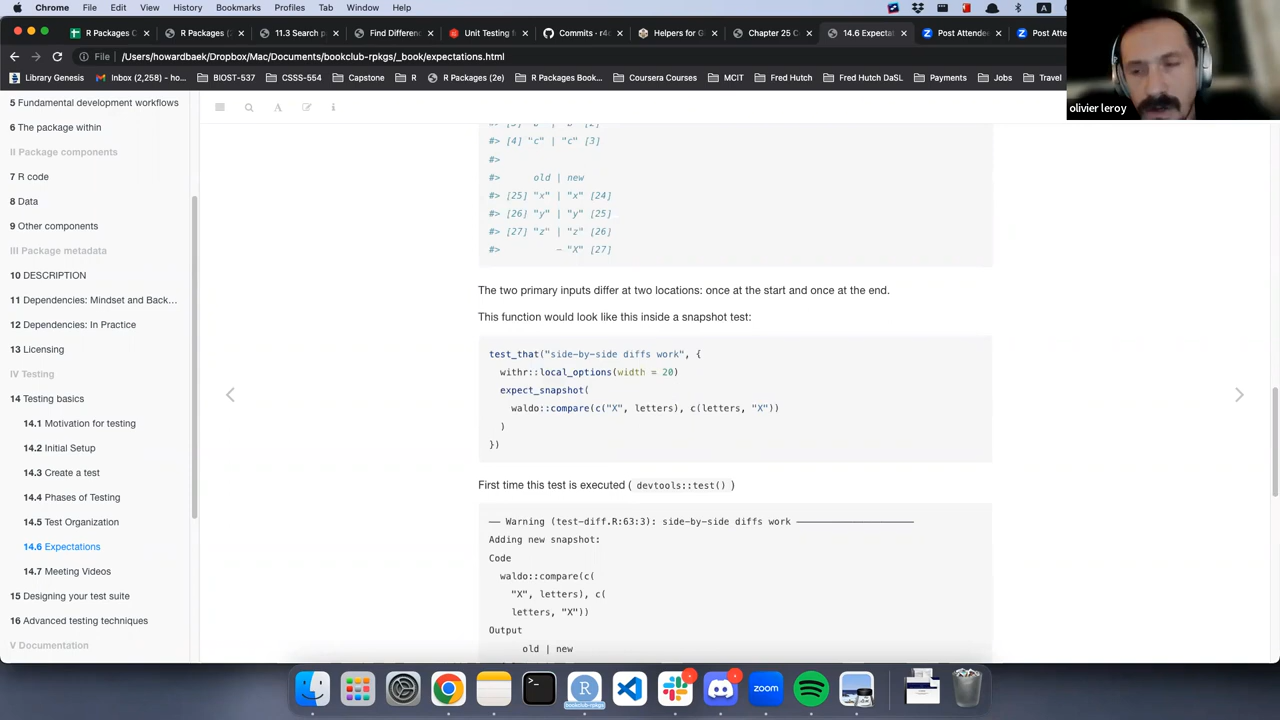 Chrome File Edit View History Bookmarks Profiles Tab Window Help
R Packages C R Packages ( 11.3 Search p Find Differenc Unit Testing f Commits · r4 Helpers for G Chapter 25 C 14.6 Expectat Post Attendee Post Att
File /Users/howardbaek/Dropbox/Mac/Documents/bookclub-rpkgs/_book/expectations.html
Library Genesis Inbox (2,258) - ho... BIOST-537 CSSS-554 Capstone R R Packages (2e) R Packages Boo... Coursera Courses MCIT Fred Hutch Fred Hutch DaSL Payments Jobs Travel
olivier leroy
5 Fundamental development workflows
6 The package within
II Package components
7 R code
8 Data
9 Other components
III Package metadata
10 DESCRIPTION
11 Dependencies: Mindset and Back...
12 Dependencies: In Practice
13 Licensing
IV Testing
14 Testing basics
14.1 Motivation for testing
14.2 Initial Setup
14.3 Create a test
14.4 Phases of Testing
14.5 Test Organization
14.6 Expectations
14.7 Meeting Videos
15 Designing your test suite
16 Advanced testing techniques
V Documentation
#> [4] "c" | "c" [3]
#>
#> old | new
#> [25] "x" | "x" [24]
#> [26] "y" | "y" [25]
#> [27] "z" | "z" [26]
#> - "X" [27]
The two primary inputs differ at two locations: once at the start and once at the end.
This function would look like this inside a snapshot test:
test_that("side-by-side diffs work", {
withr::local_options(width = 20)
expect_snapshot(
waldo::compare(c("X", letters), c(letters, "X"))
)
})
First time this test is executed ( devtools::test() )
── Warning (test-diff.R:63:3): side-by-side diffs work ──────────
Adding new snapshot:
Code
waldo::compare(c(
"X", letters), c(
letters, "X"))
Output
old | new
bookclub-rpkgs
zoom